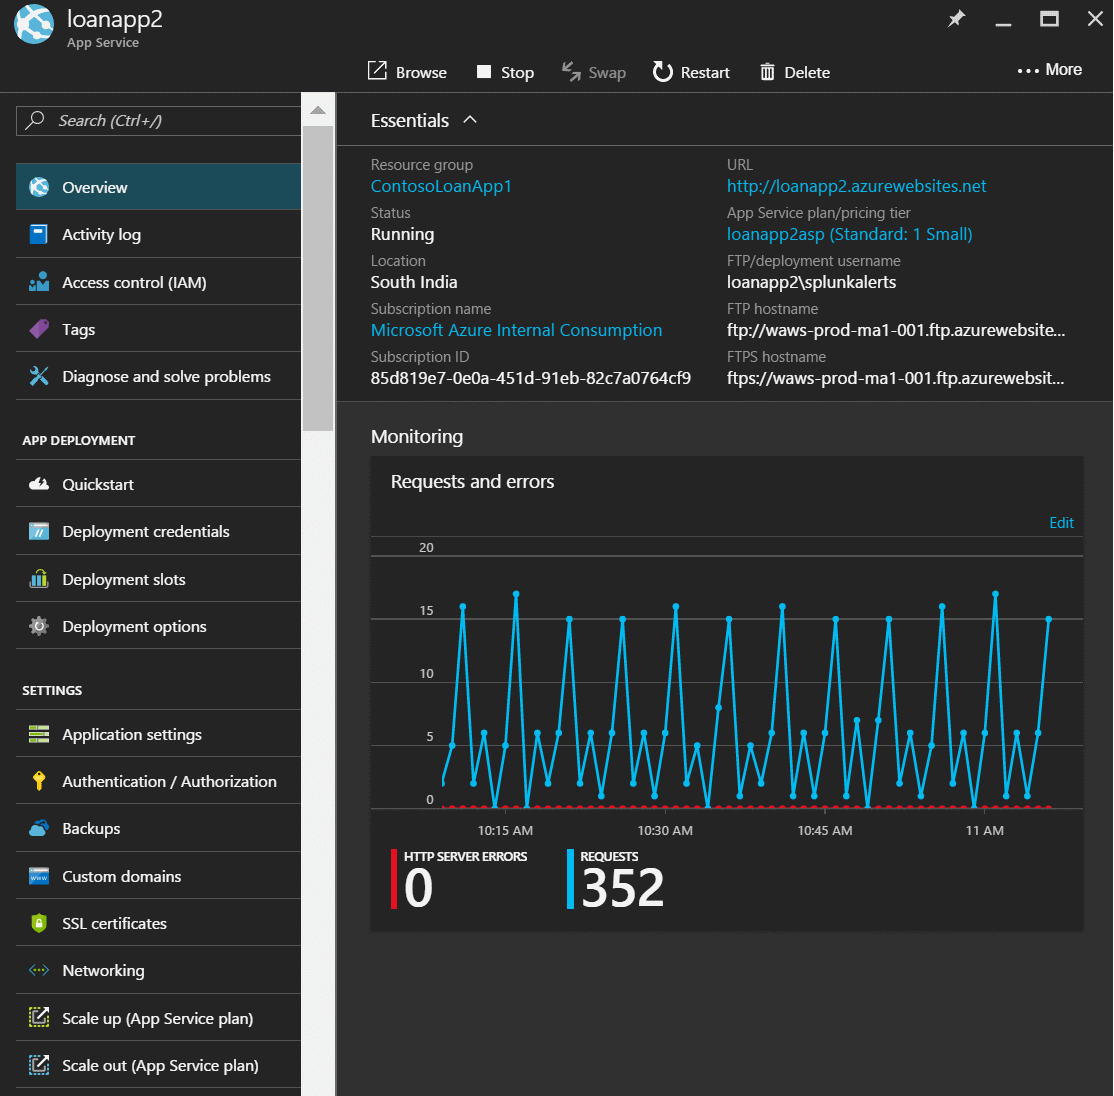 loanapp2
App Service
Browse
Stop
Swap
Restart
Delete
More
Search (Ctrl+/)
Overview
Activity log
Access control (IAM)
Tags
Diagnose and solve problems
APP DEPLOYMENT
Quickstart
Deployment credentials
Deployment slots
Deployment options
SETTINGS
Application settings
Authentication / Authorization
Backups
Custom domains
SSL certificates
Networking
Scale up (App Service plan)
Scale out (App Service plan)
Essentials
Resource group
ContosoLoanApp1
Status
Running
Location
South India
Subscription name
Microsoft Azure Internal Consumption
Subscription ID
85d819e7-0e0a-451d-91eb-82c7a0764cf9
URL
http://loanapp2.azurewebsites.net
App Service plan/pricing tier
loanapp2asp (Standard: 1 Small)
FTP/deployment username
loanapp2\splunkalerts
FTP hostname
ftp://waws-prod-ma1-001.ftp.azurewebsite...
FTPS hostname
ftps://waws-prod-ma1-001.ftp.azurewebsit...
Monitoring
Requests and errors
Edit
20
15
10
5
0
10:15 AM
10:30 AM
10:45 AM
11 AM
HTTP SERVER ERRORS
0
REQUESTS
352